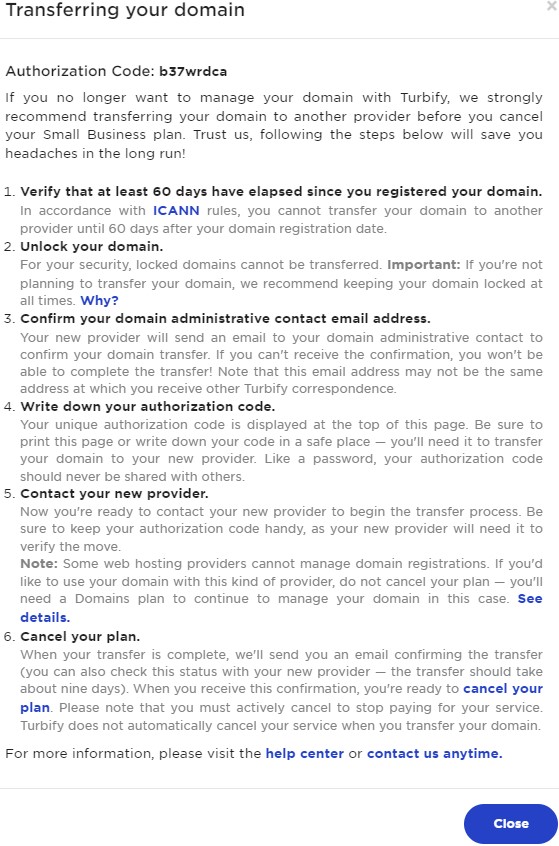 Transferring your domain
×
Authorization Code: b37wrdca
If you no longer want to manage your domain with Turbify, we strongly
recommend transferring your domain to another provider before you cancel
your Small Business plan. Trust us, following the steps below will save you
headaches in the long run!
1. Verify that at least 60 days have elapsed since you registered your domain.
In accordance with ICANN rules, you cannot transfer your domain to another
provider until 60 days after your domain registration date.
2. Unlock your domain.
For your security, locked domains cannot be transferred. Important: If you're not
planning to transfer your domain, we recommend keeping your domain locked at
all times. Why?
3. Confirm your domain administrative contact email address.
Your new provider will send an email to your domain administrative contact to
confirm your domain transfer. If you can't receive the confirmation, you won't be
able to complete the transfer! Note that this email address may not be the same
address at which you receive other Turbify correspondence.
4. Write down your authorization code.
Your unique authorization code is displayed at the top of this page. Be sure to
print this page or write down your code in a safe place — you'll need it to transfer
your domain to your new provider. Like a password, your authorization code
should never be shared with others.
5. Contact your new provider.
Now you're ready to contact your new provider to begin the transfer process. Be
sure to keep your authorization code handy, as your new provider will need it to
verify the move.
Note: Some web hosting providers cannot manage domain registrations. If you'd
like to use your domain with this kind of provider, do not cancel your plan — you'll
need a Domains plan to continue to manage your domain in this case. See
details.
6. Cancel your plan.
When your transfer is complete, we'll send you an email confirming the transfer
(you can also check this status with your new provider — the transfer should take
about nine days). When you receive this confirmation, you're ready to cancel your
plan. Please note that you must actively cancel to stop paying for your service.
Turbify does not automatically cancel your service when you transfer your domain.
For more information, please visit the help center or contact us anytime.
Close